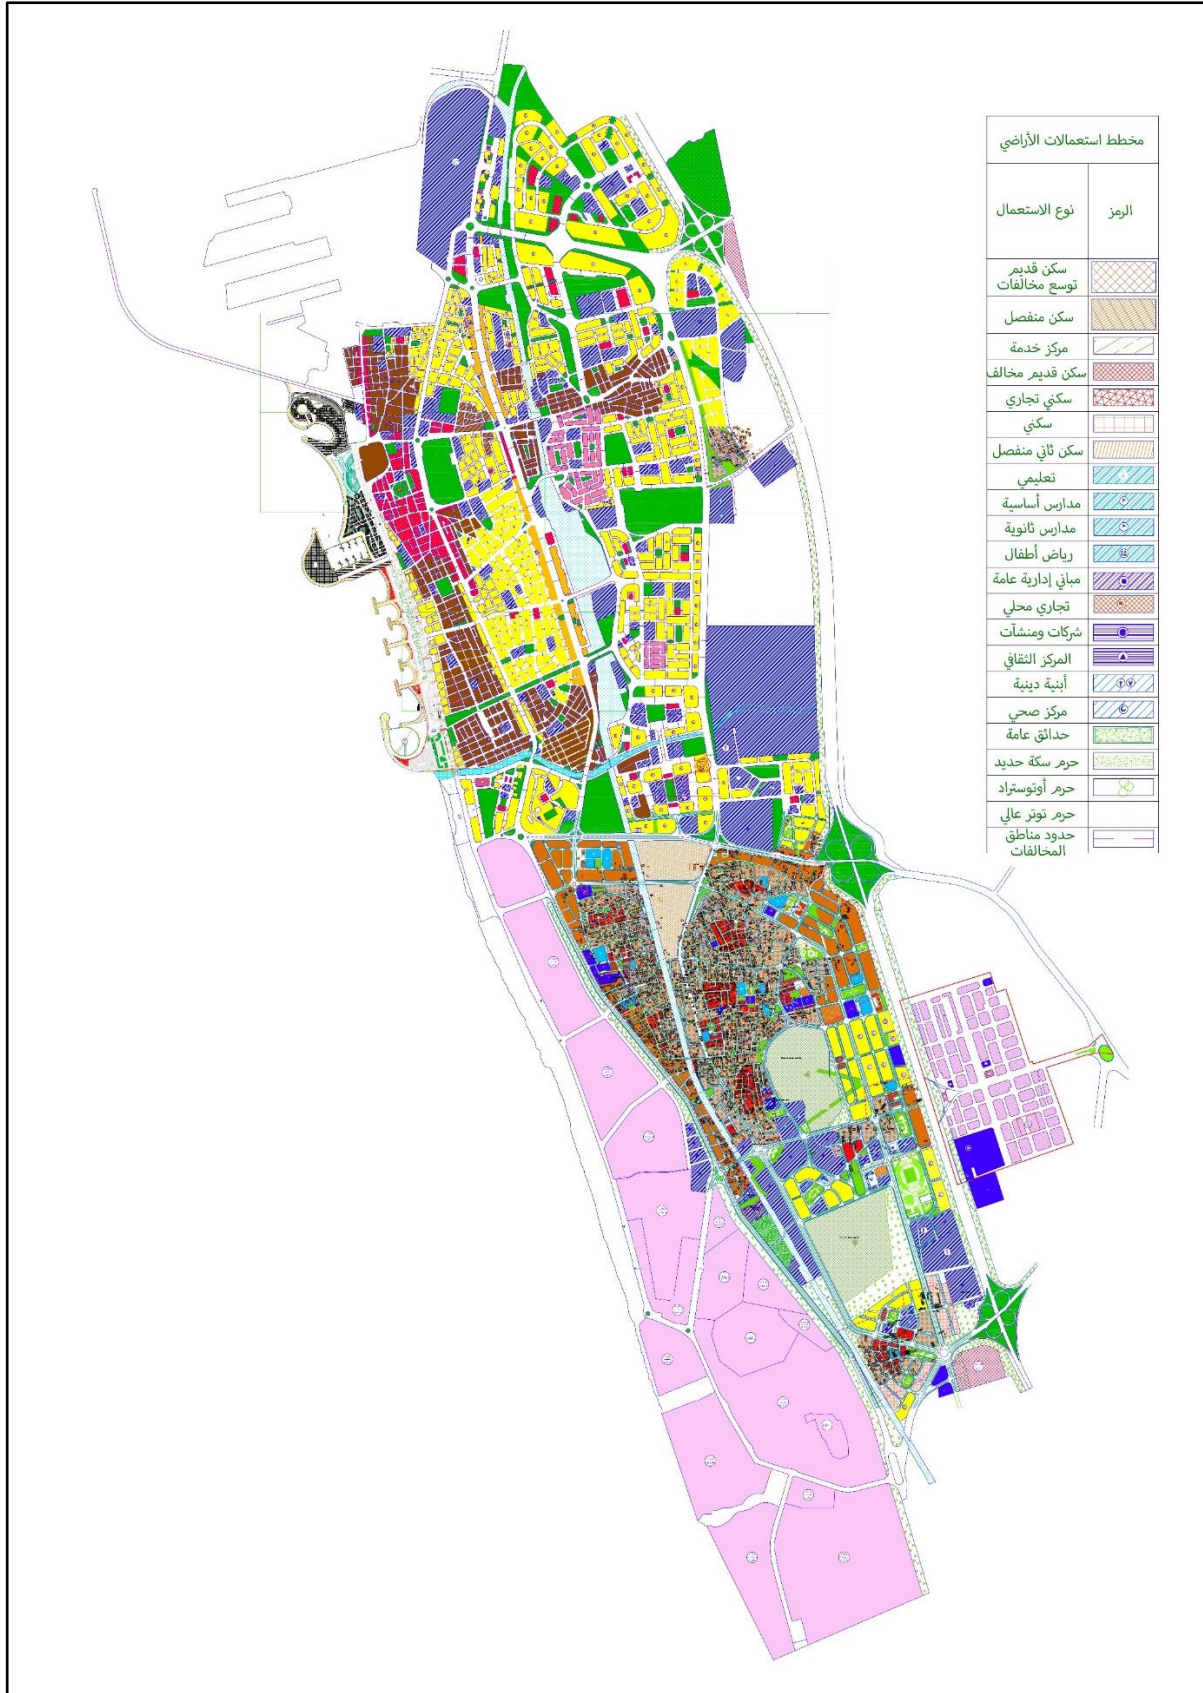 مخطط استعمالات الأراضي
الرمز نوع الاستعمال
سكن قديم
توسع مخالفات
سكن منفصل
مركز خدمة
سكن قديم مخالف
سكني تجاري
سكني
سكن ثاني منفصل
تعليمي
مدارس أساسية
مدارس ثانوية
رياض أطفال
مباني إدارية عامة
تجاري محلي
شركات ومنشآت
المركز الثقافي
أبنية دينية
مركز صحي
حدائق عامة
حرم سكة حديد
حرم أوتوستراد
حرم توتر عالي
حدود مناطق
المخالفات